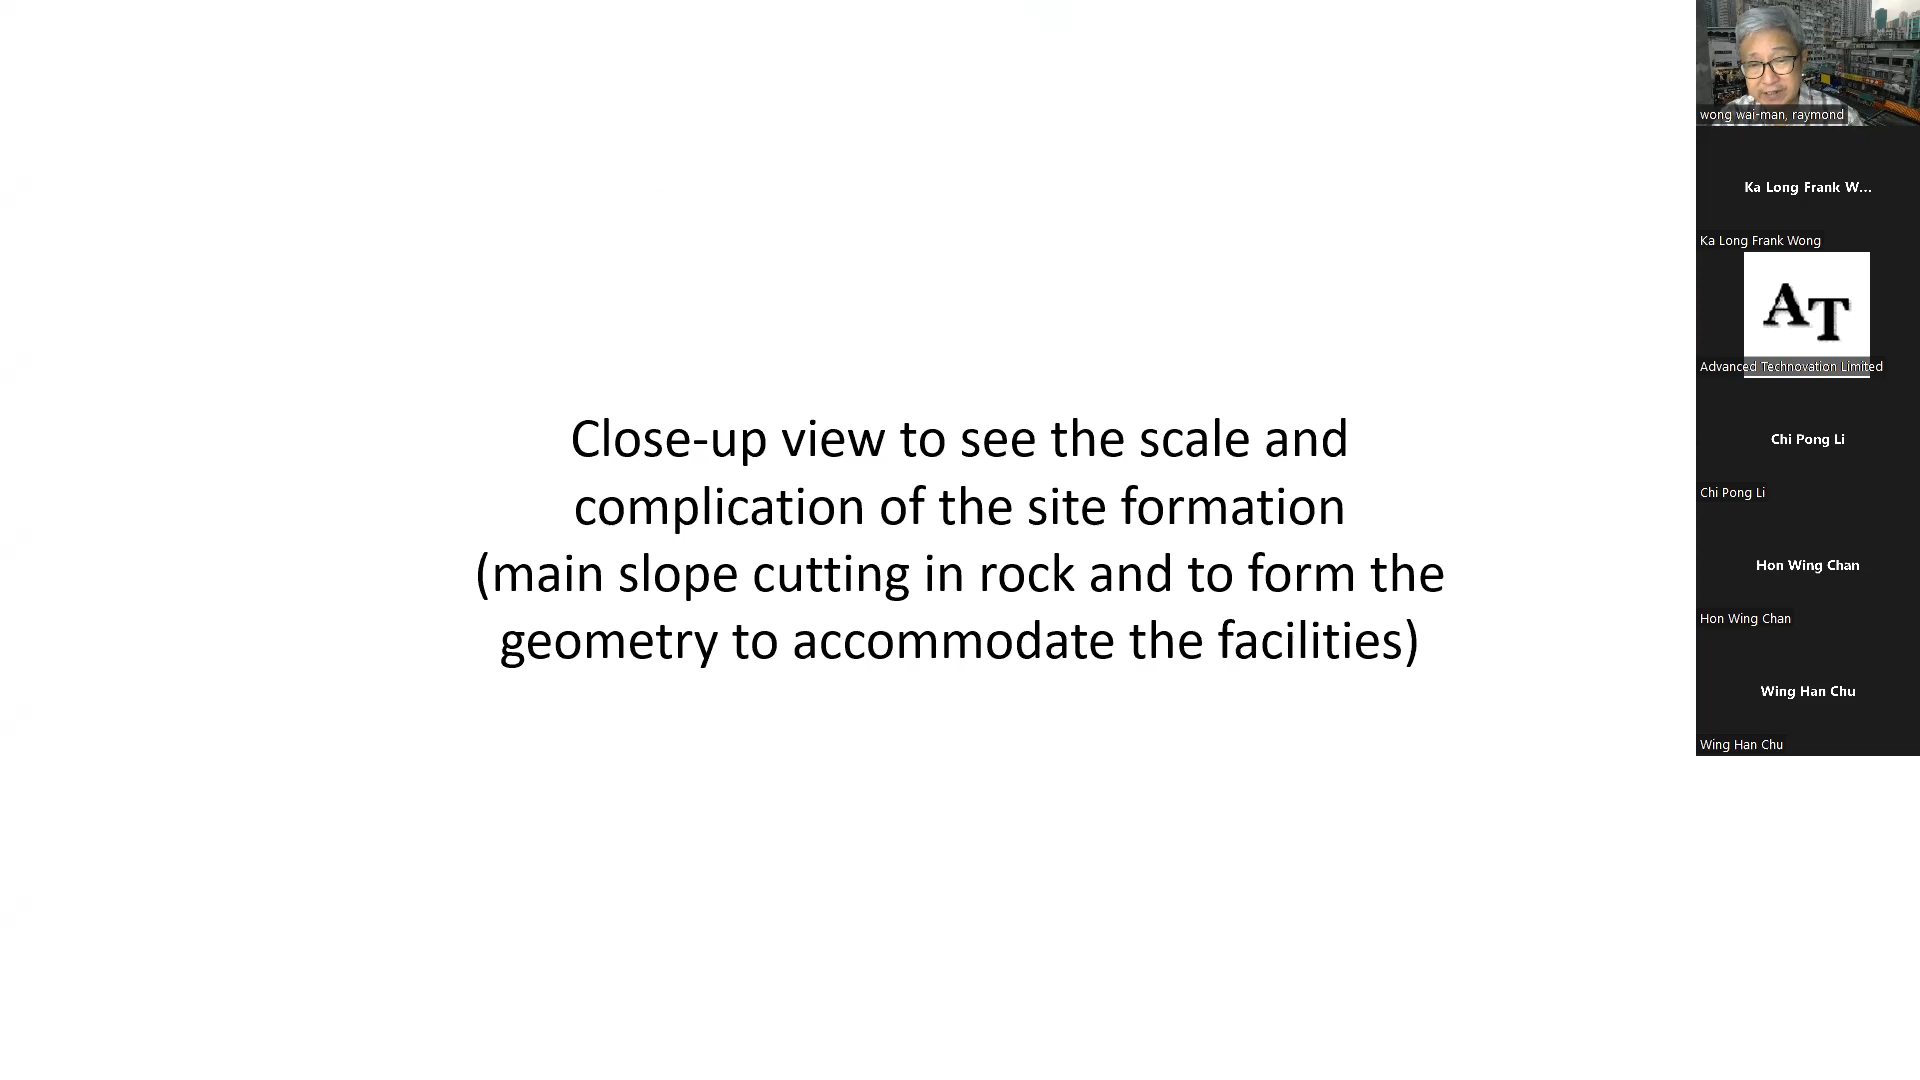 Close-up view to see the scale and
complication of the site formation
(main slope cutting in rock and to form the
geometry to accommodate the facilities)
wong wai-man, raymond
Ka Long Frank W...
Ka Long Frank Wong
AT
Advanced Technovation Limited
Chi Pong Li
Chi Pong Li
Hon Wing Chan
Hon Wing Chan
Wing Han Chu
Wing Han Chu